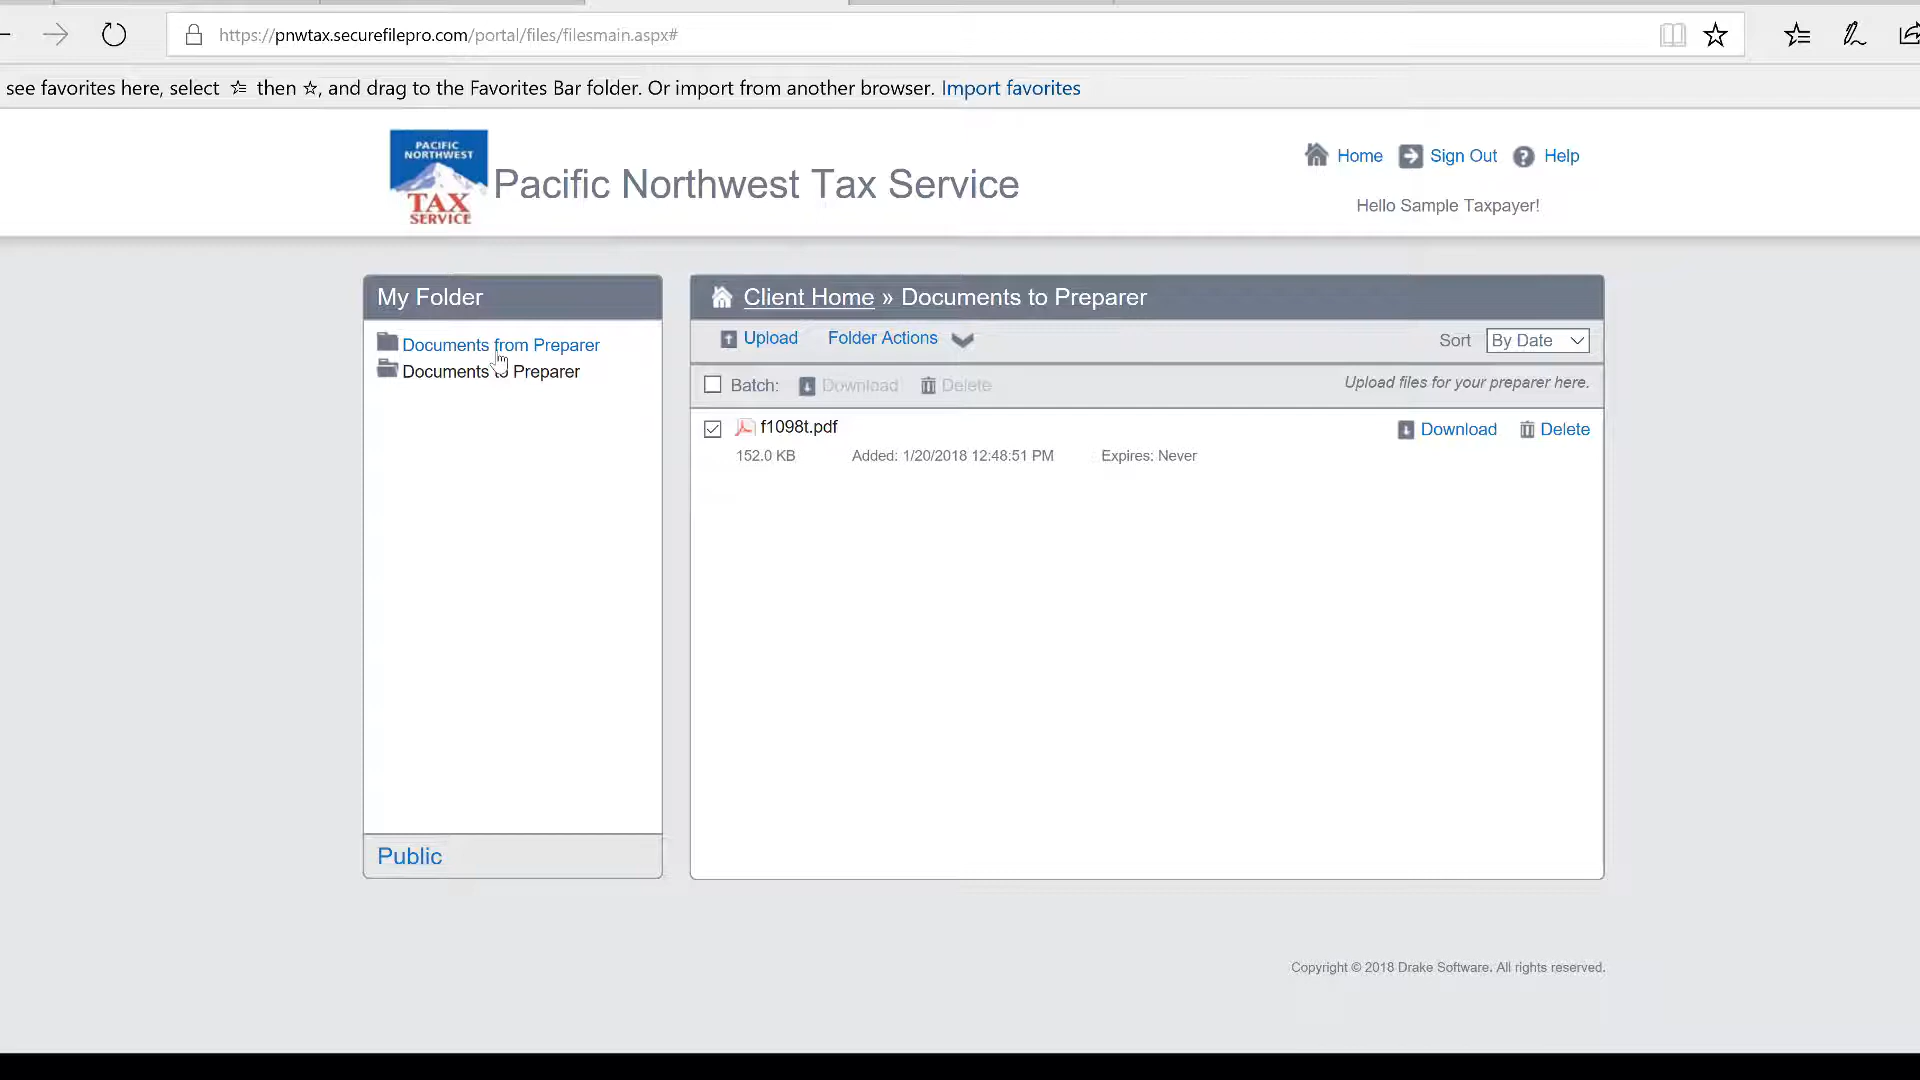 https://pnwtax.securefilepro.com/portal/files/filesmain.aspx#
see favorites here, select then , and drag to the Favorites Bar folder. Or import from another browser. Import favorites
PACIFIC
NORTHWEST
TAX
SERVICE
Pacific Northwest Tax Service
Home Sign Out Help
Hello Sample Taxpayer!
My Folder
Documents from Preparer
Documents to Preparer
Public
Client Home » Documents to Preparer
Upload Folder Actions Sort By Date
Batch: Download Delete Upload files for your preparer here.
f1098t.pdf Download Delete
152.0 KB Added: 1/20/2018 12:48:51 PM Expires: Never
Copyright © 2018 Drake Software. All rights reserved.